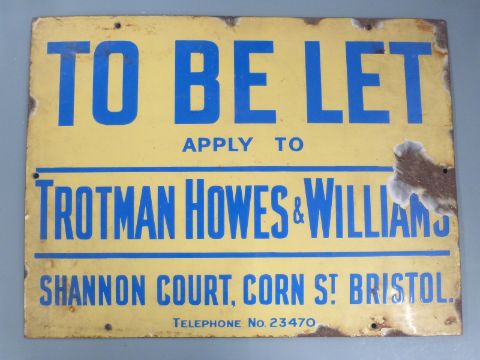 TO BE LET
APPLY TO
TROTMAN HOWES & WILLIAMS
SHANNON COURT, CORN ST BRISTOL.
TELEPHONE NO. 23470